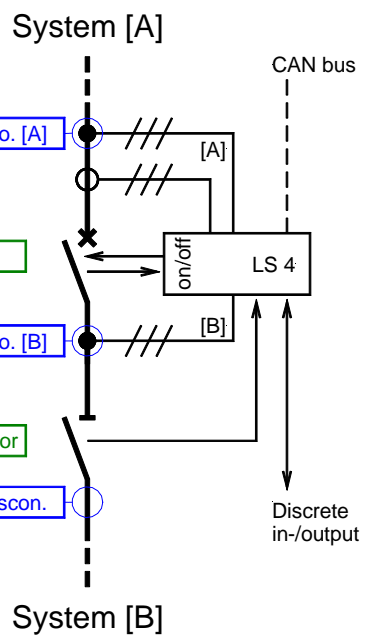 System [A]
CAN bus
o. [A]
[A]
on/off
LS 4
o. [B]
[B]
or
scon.
Discrete
in-/output
System [B]